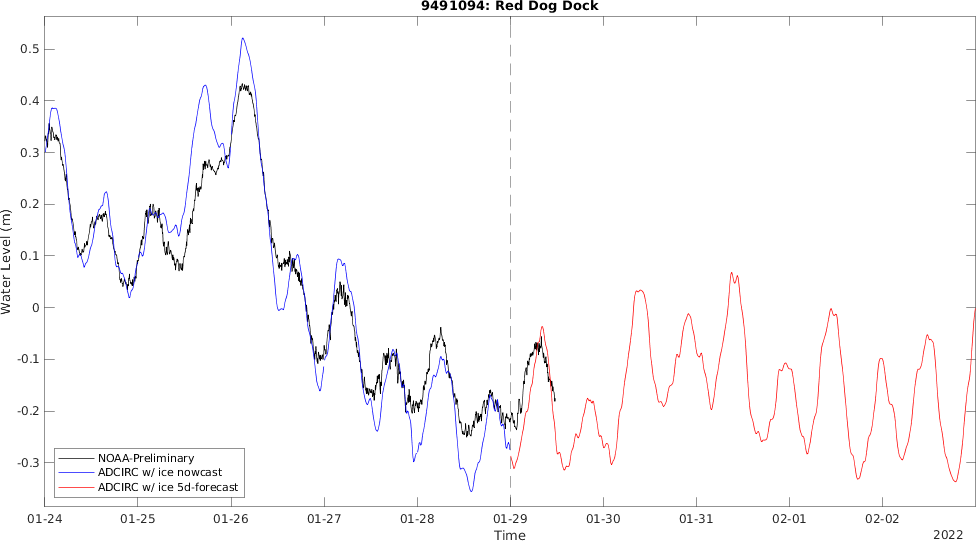 9491094: Red Dog Dock
Water Level (m)
0.5
0.4
0.3
0.2
0.1
0
-0.1
-0.2
-0.3
NOAA-Preliminary
ADCIRC w/ ice nowcast
ADCIRC w/ ice 5d-forecast
01-24 01-25 01-26 01-27 01-28 01-29 01-30 01-31 02-01 02-02
Time
2022